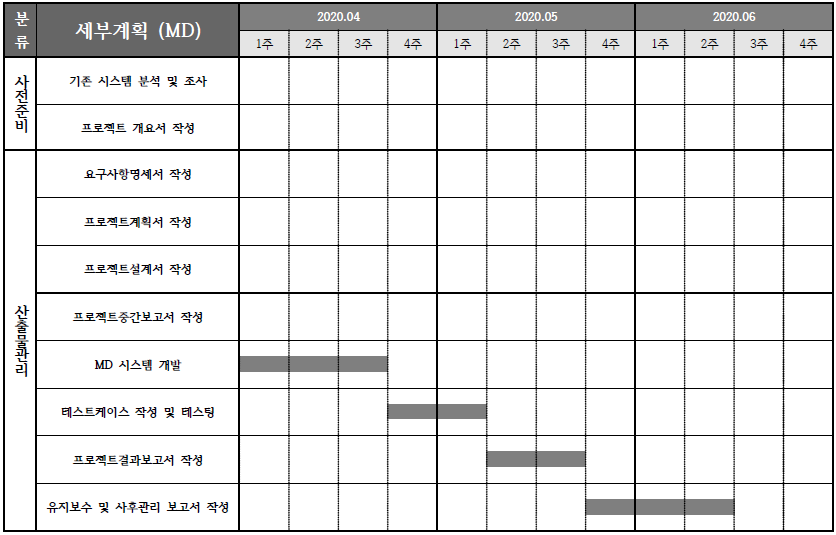 분류 세부계획 (MD) 2020.04 2020.05 2020.06
1주 2주 3주 4주 1주 2주 3주 4주 1주 2주 3주 4주
사전준비
기존 시스템 분석 및 조사
프로젝트 개요서 작성
산출물관리
요구사항명세서 작성
프로젝트계획서 작성
프로젝트설계서 작성
프로젝트중간보고서 작성
MD 시스템 개발
테스트케이스 작성 및 테스팅
프로젝트결과보고서 작성
유지보수 및 사후관리 보고서 작성